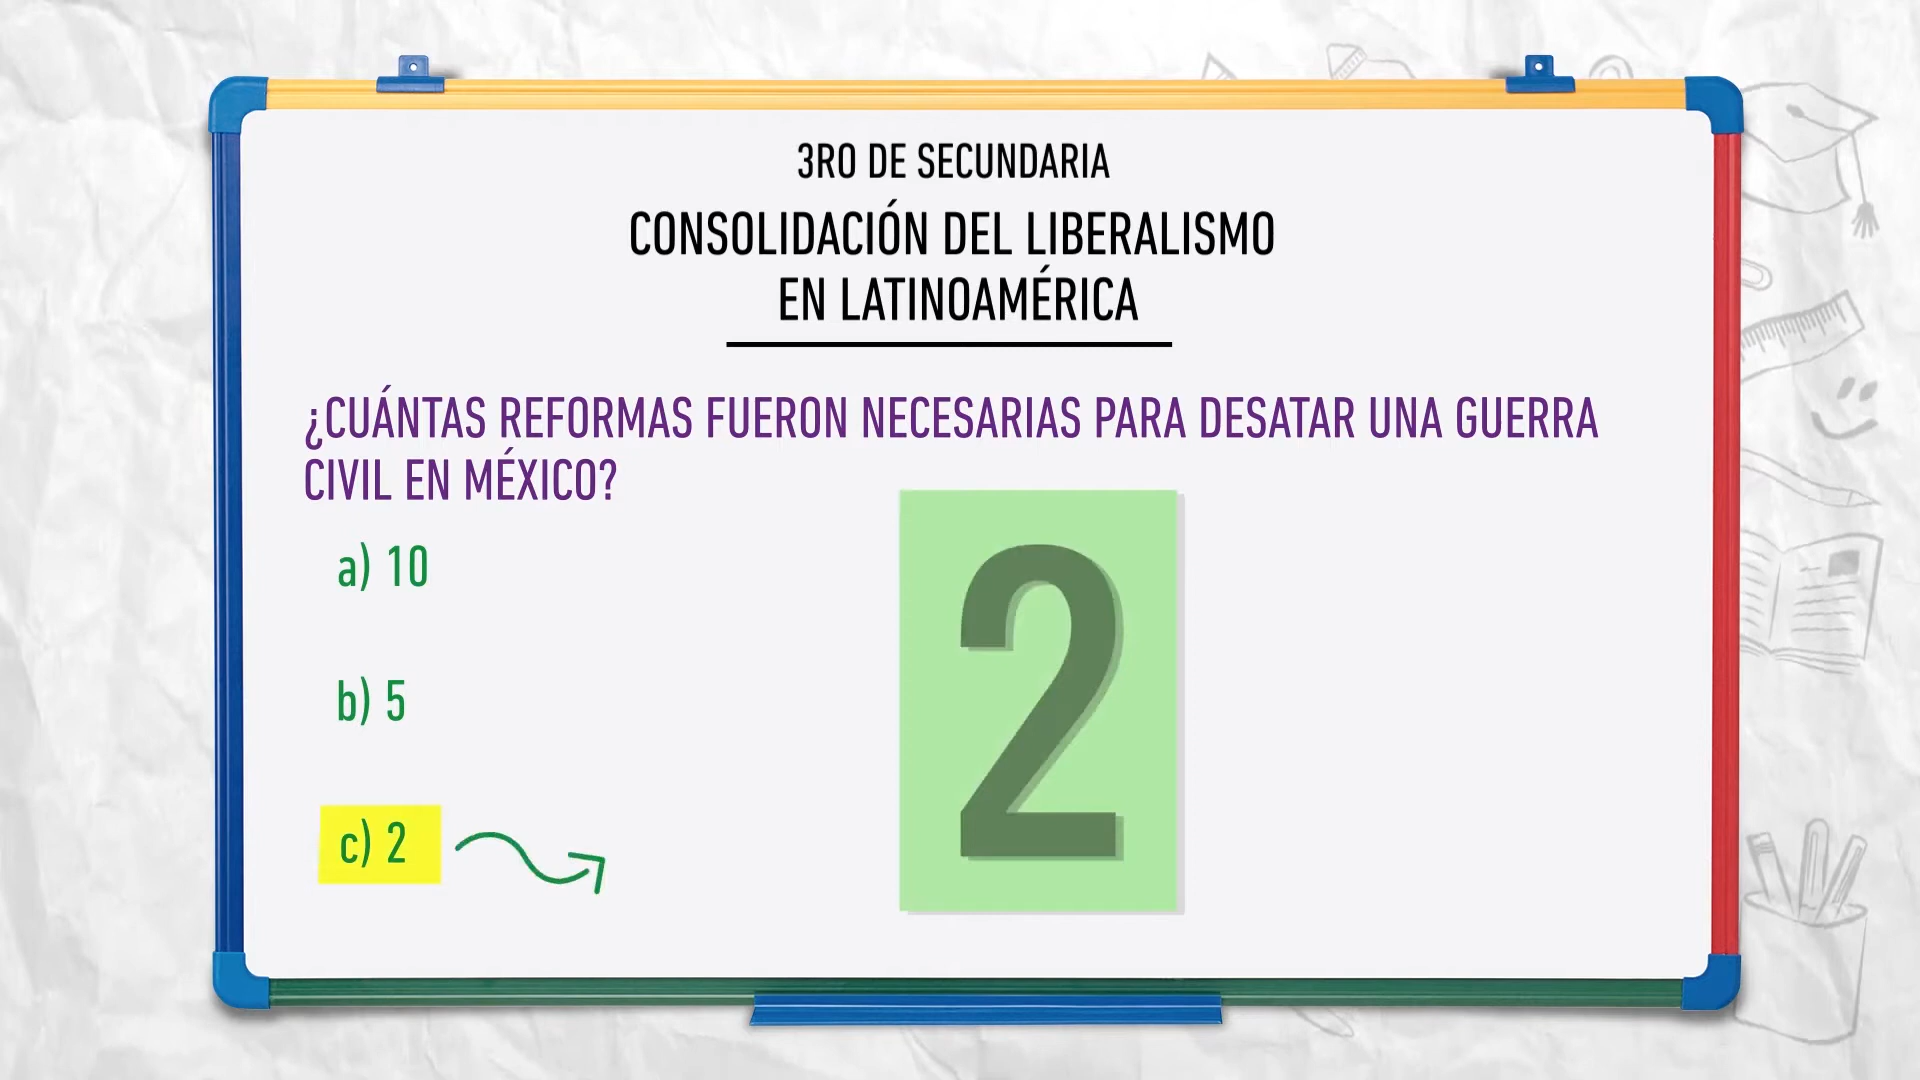 3RO DE SECUNDARIA
CONSOLIDACIÓN DEL LIBERALISMO
EN LATINOAMÉRICA
¿CUÁNTAS REFORMAS FUERON NECESARIAS PARA DESATAR UNA GUERRA
CIVIL EN MÉXICO?
a) 10
b) 5
c) 2
2